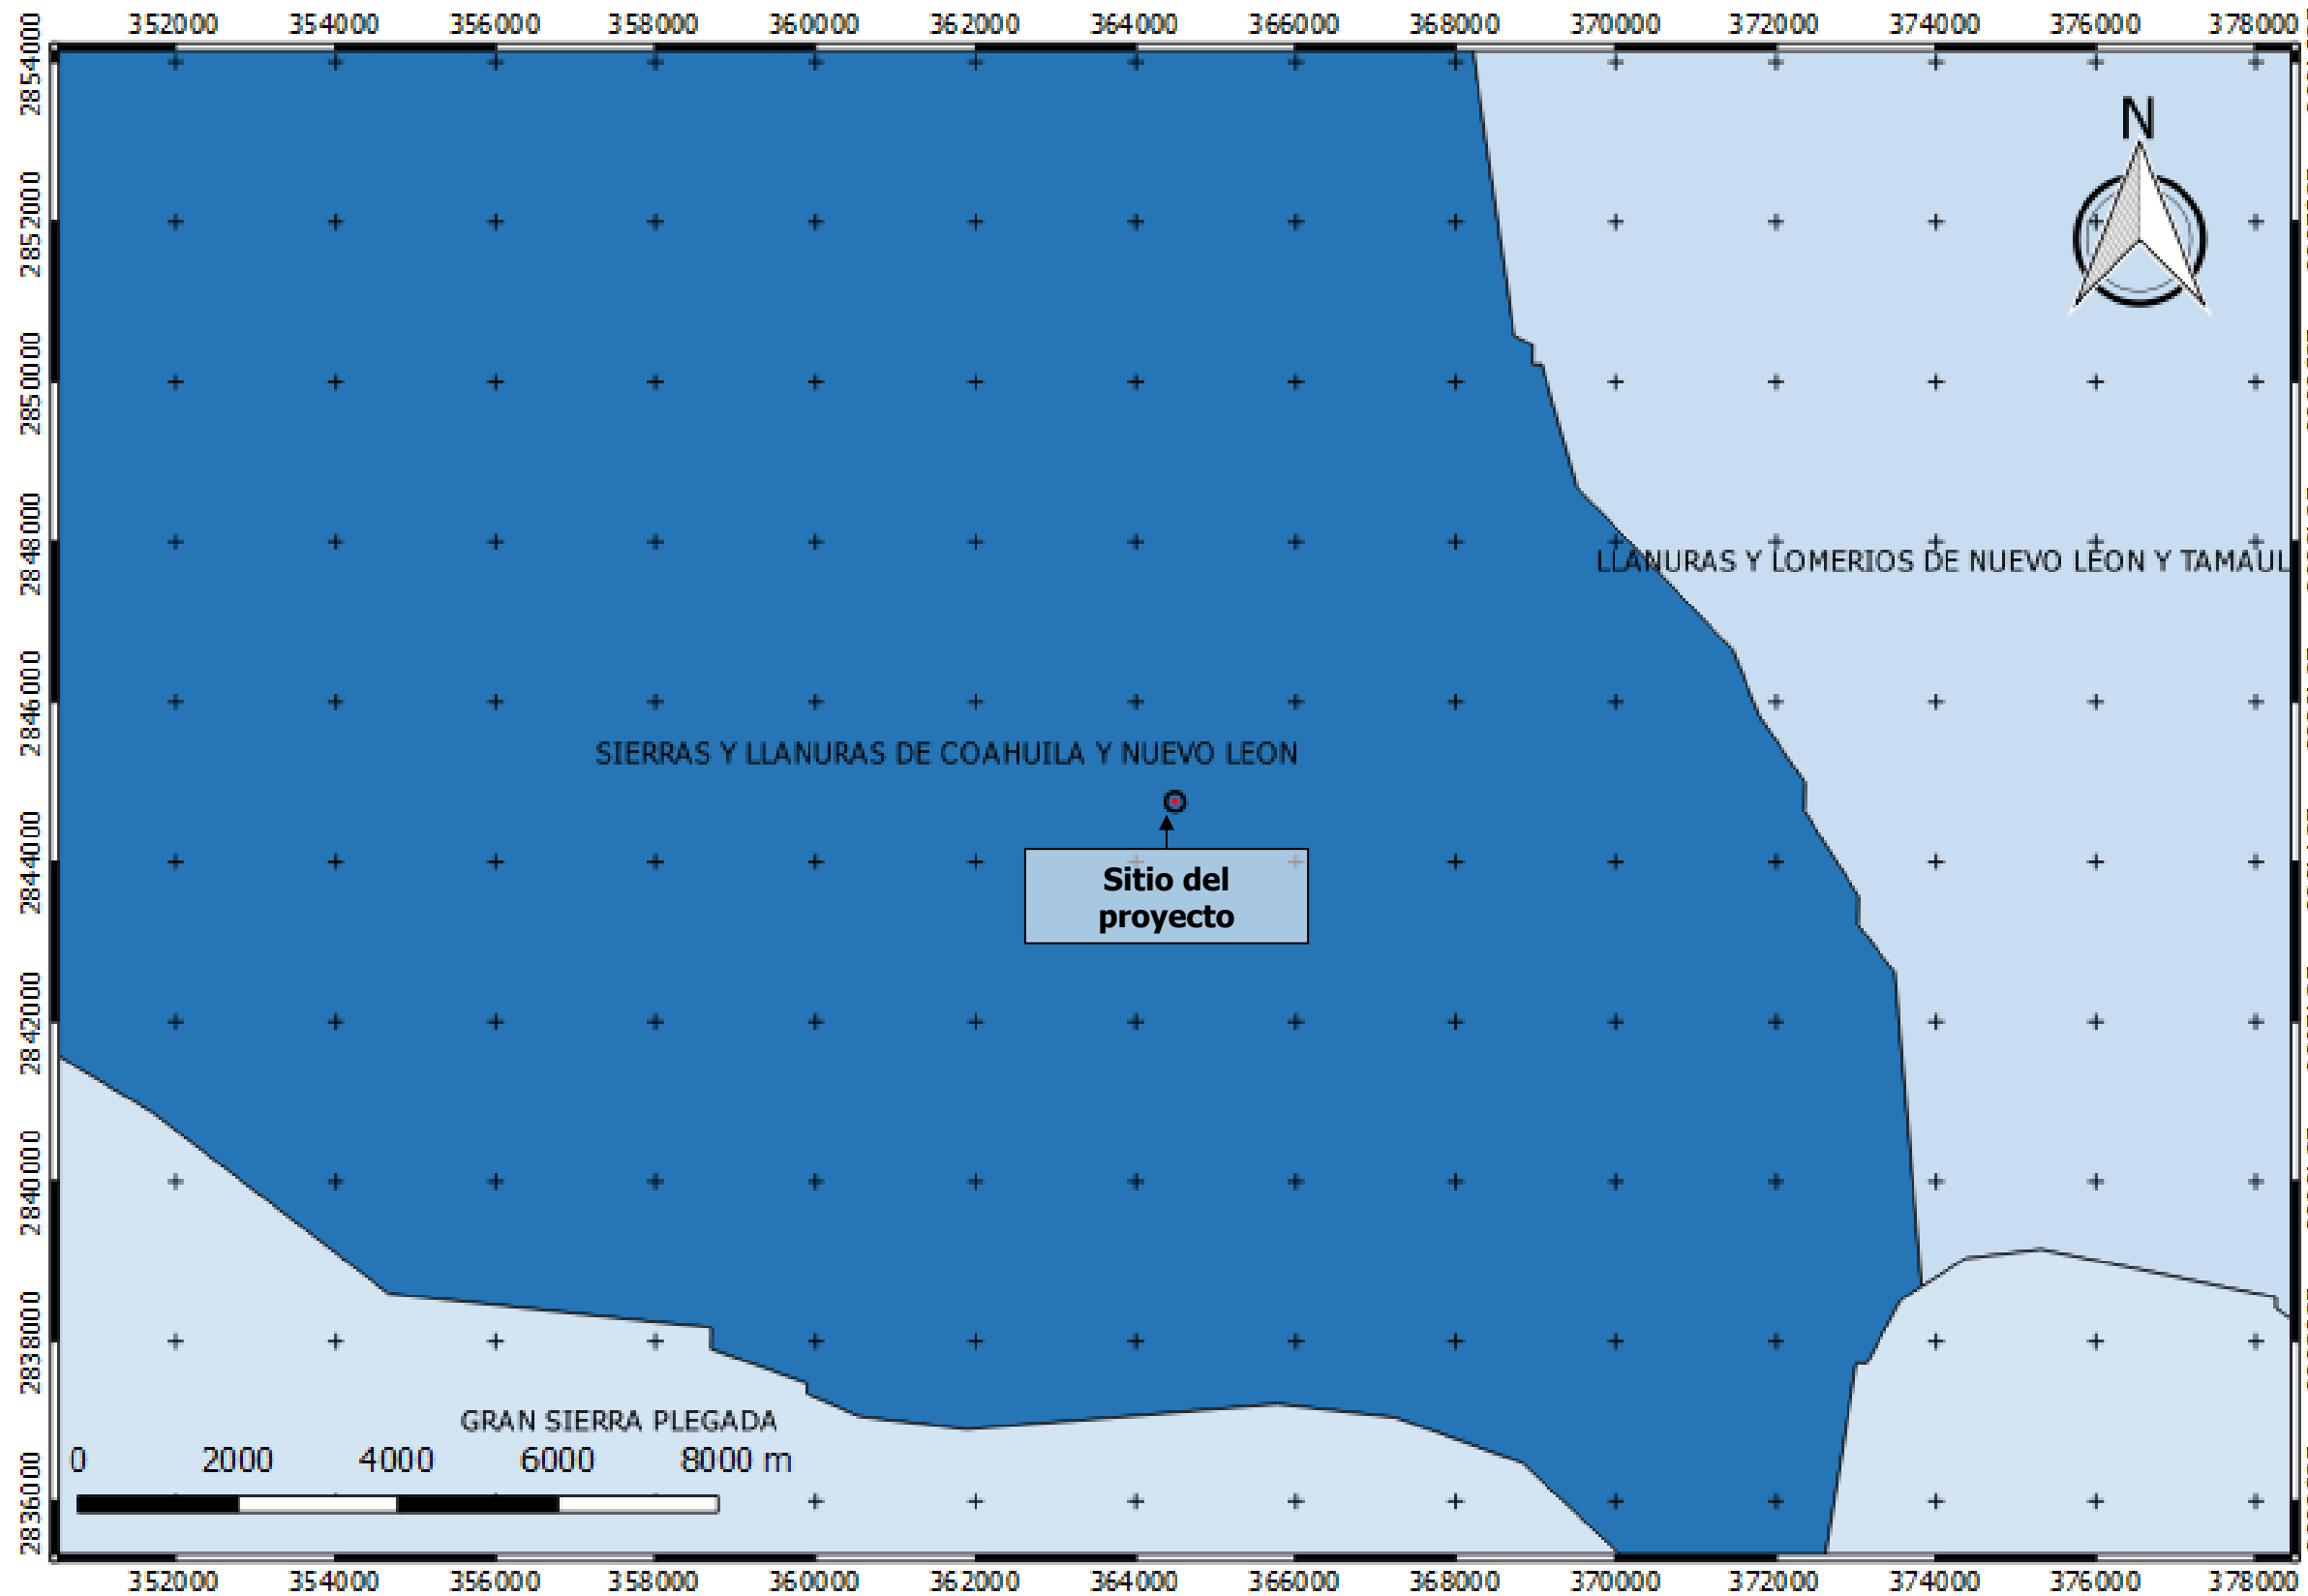 352000 354000 356000 358000 360000 362000 364000 366000 368000 370000 372000 374000 376000 378000
2854000
N
2852000
2850000
2848000
LLANURAS Y LOMERIOS DE NUEVO LEON Y TAMAUL
2846000
SIERRAS Y LLANURAS DE COAHUILA Y NUEVO LEON
2844000
Sitio del
proyecto
2842000
2840000
2838000
GRAN SIERRA PLEGADA
0 2000 4000 6000 8000 m
2836000
352000 354000 356000 358000 360000 362000 364000 366000 368000 370000 372000 374000 376000 378000